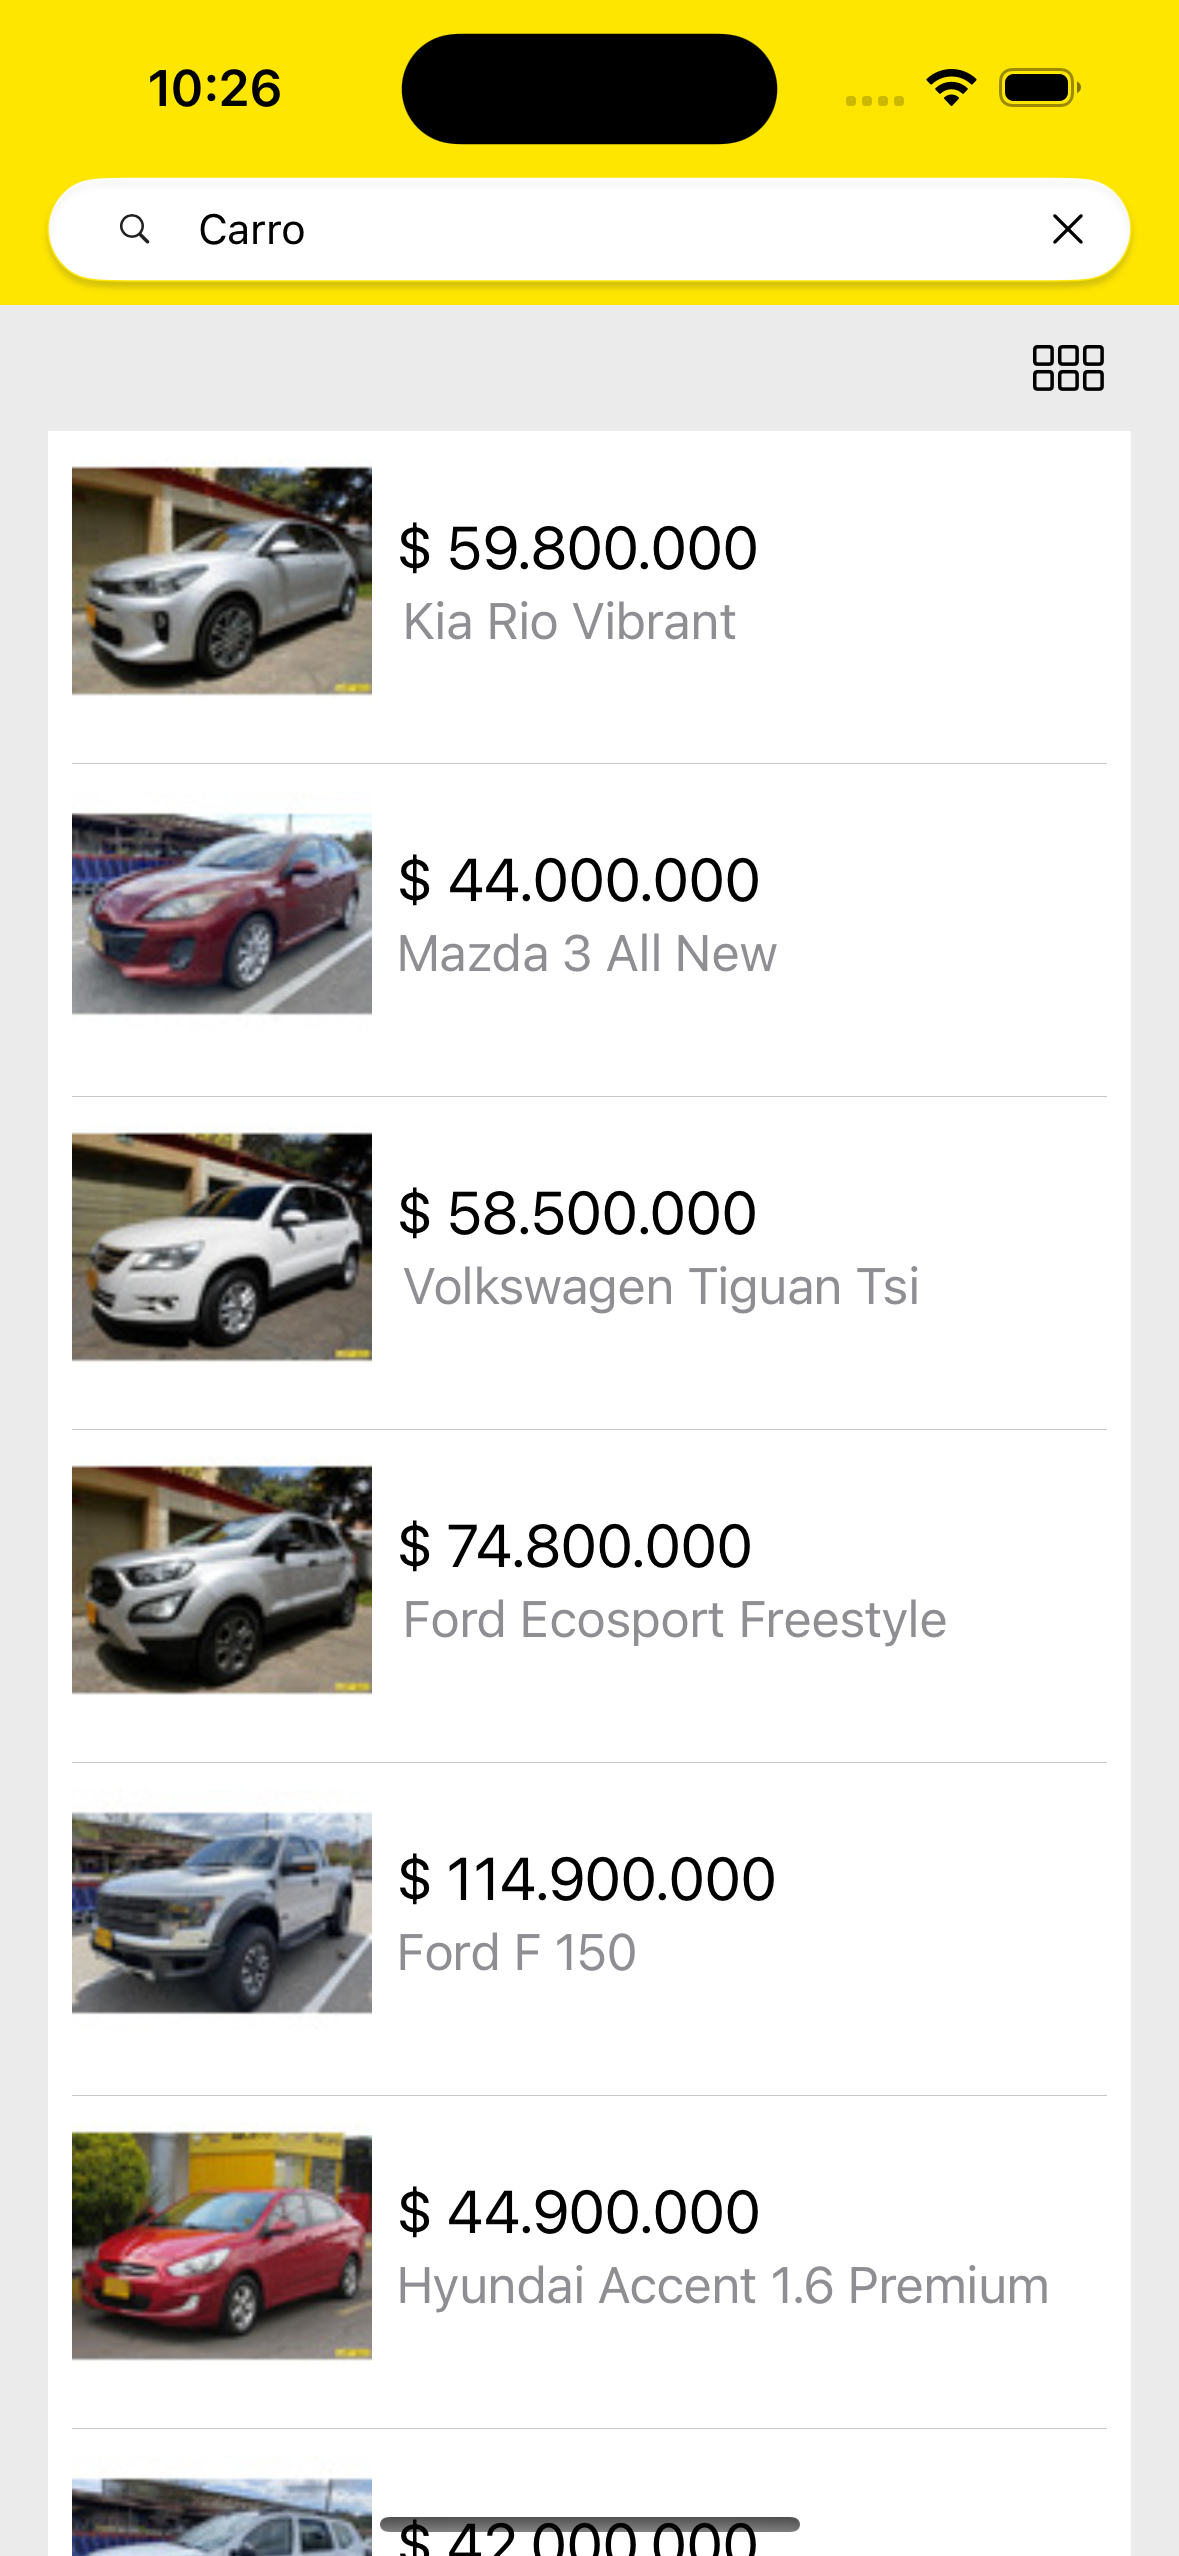 10:26
Carro
$ 59.800.000
Kia Rio Vibrant
$ 44.000.000
Mazda 3 All New
$ 58.500.000
Volkswagen Tiguan Tsi
$ 74.800.000
Ford Ecosport Freestyle
$ 114.900.000
Ford F 150
$ 44.900.000
Hyundai Accent 1.6 Premium
$ 42.000.000